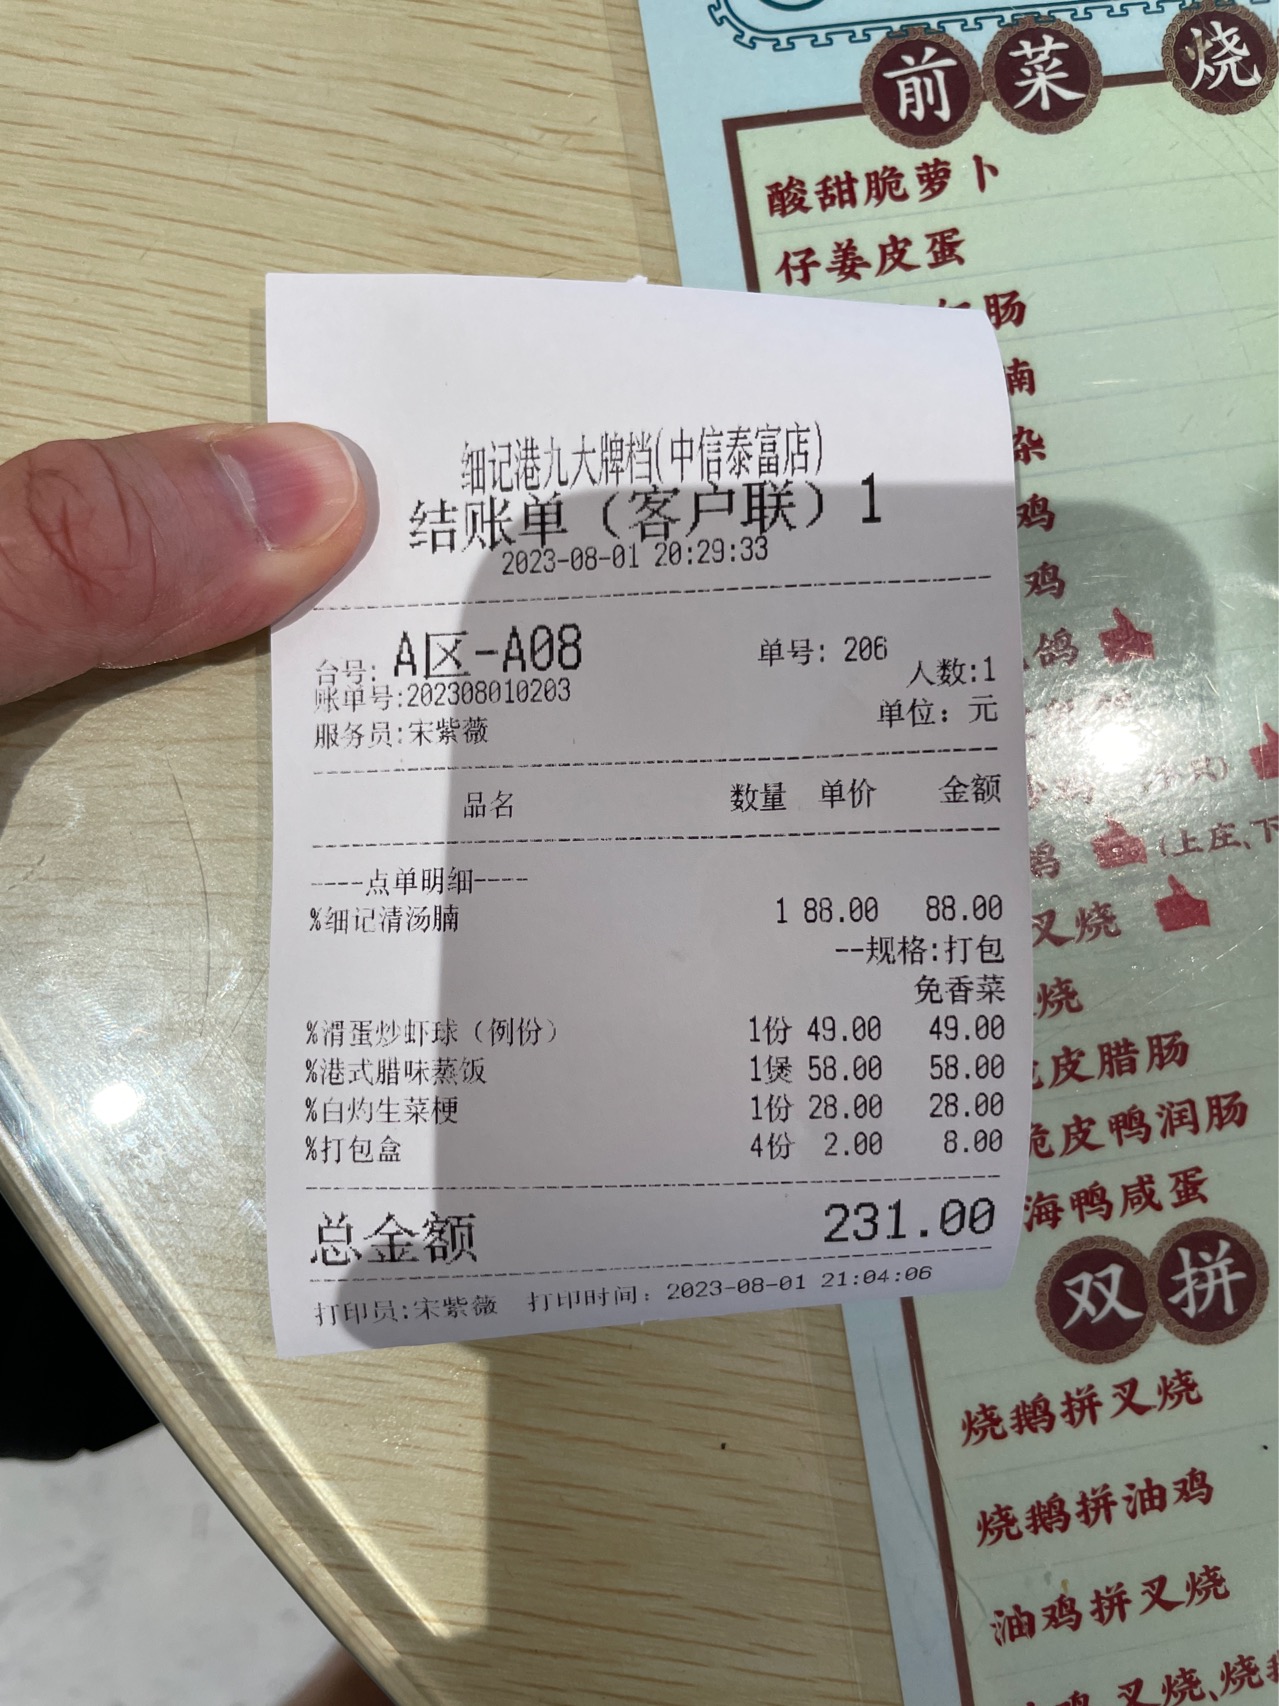 细记港九大牌档(中信泰富店)
结账单（客户联）1
2023-08-01 20:29:33
台号: A区-A08 单号: 206
人数:1
账单号:202308010203
单位: 元
服务员:宋紫薇
品名 数量 单价 金额
----点单明细----
%细记清汤腩 1 88.00 88.00
--规格:打包
免香菜
%滑蛋炒虾球（例份） 1份 49.00 49.00
%港式腊味蒸饭 1煲 58.00 58.00
%白灼生菜梗 1份 28.00 28.00
%打包盒 4份 2.00 8.00
总金额 231.00
打印员:宋紫薇 打印时间: 2023-08-01 21:04:06
前菜
酸甜脆萝卜
仔姜皮蛋
肠
杂
鸡
鸡
鸽
(上庄、下
叉烧
烧
皮腊肠
脆皮鸭润肠
海鸭咸蛋
双拼
烧鹅拼叉烧
烧鹅拼油鸡
油鸡拼叉烧
烧